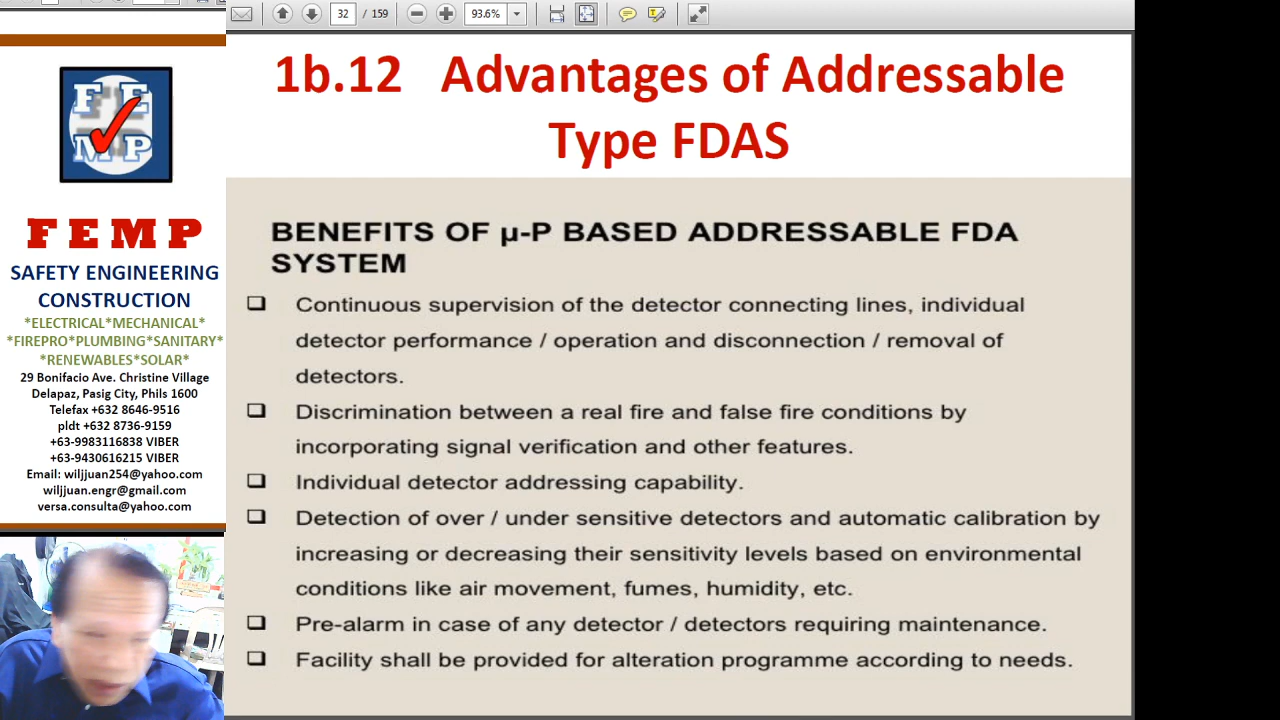 32 / 159
93.6%
1b.12 Advantages of Addressable
Type FDAS
F E
M P
F E M P
SAFETY ENGINEERING
CONSTRUCTION
*ELECTRICAL*MECHANICAL*
*FIREPRO*PLUMBING*SANITARY*
*RENEWABLES*SOLAR*
29 Bonifacio Ave. Christine Village
Delapaz, Pasig City, Phils 1600
Telefax +632 8646-9516
pldt +632 8736-9159
+63-9983116838 VIBER
+63-9430616215 VIBER
Email: wiljjuan254@yahoo.com
wiljjuan.engr@gmail.com
versa.consulta@yahoo.com
BENEFITS OF µ-P BASED ADDRESSABLE FDA
SYSTEM
Continuous supervision of the detector connecting lines, individual
detector performance / operation and disconnection / removal of
detectors.
Discrimination between a real fire and false fire conditions by
incorporating signal verification and other features.
Individual detector addressing capability.
Detection of over / under sensitive detectors and automatic calibration by
increasing or decreasing their sensitivity levels based on environmental
conditions like air movement, fumes, humidity, etc.
Pre-alarm in case of any detector / detectors requiring maintenance.
Facility shall be provided for alteration programme according to needs.